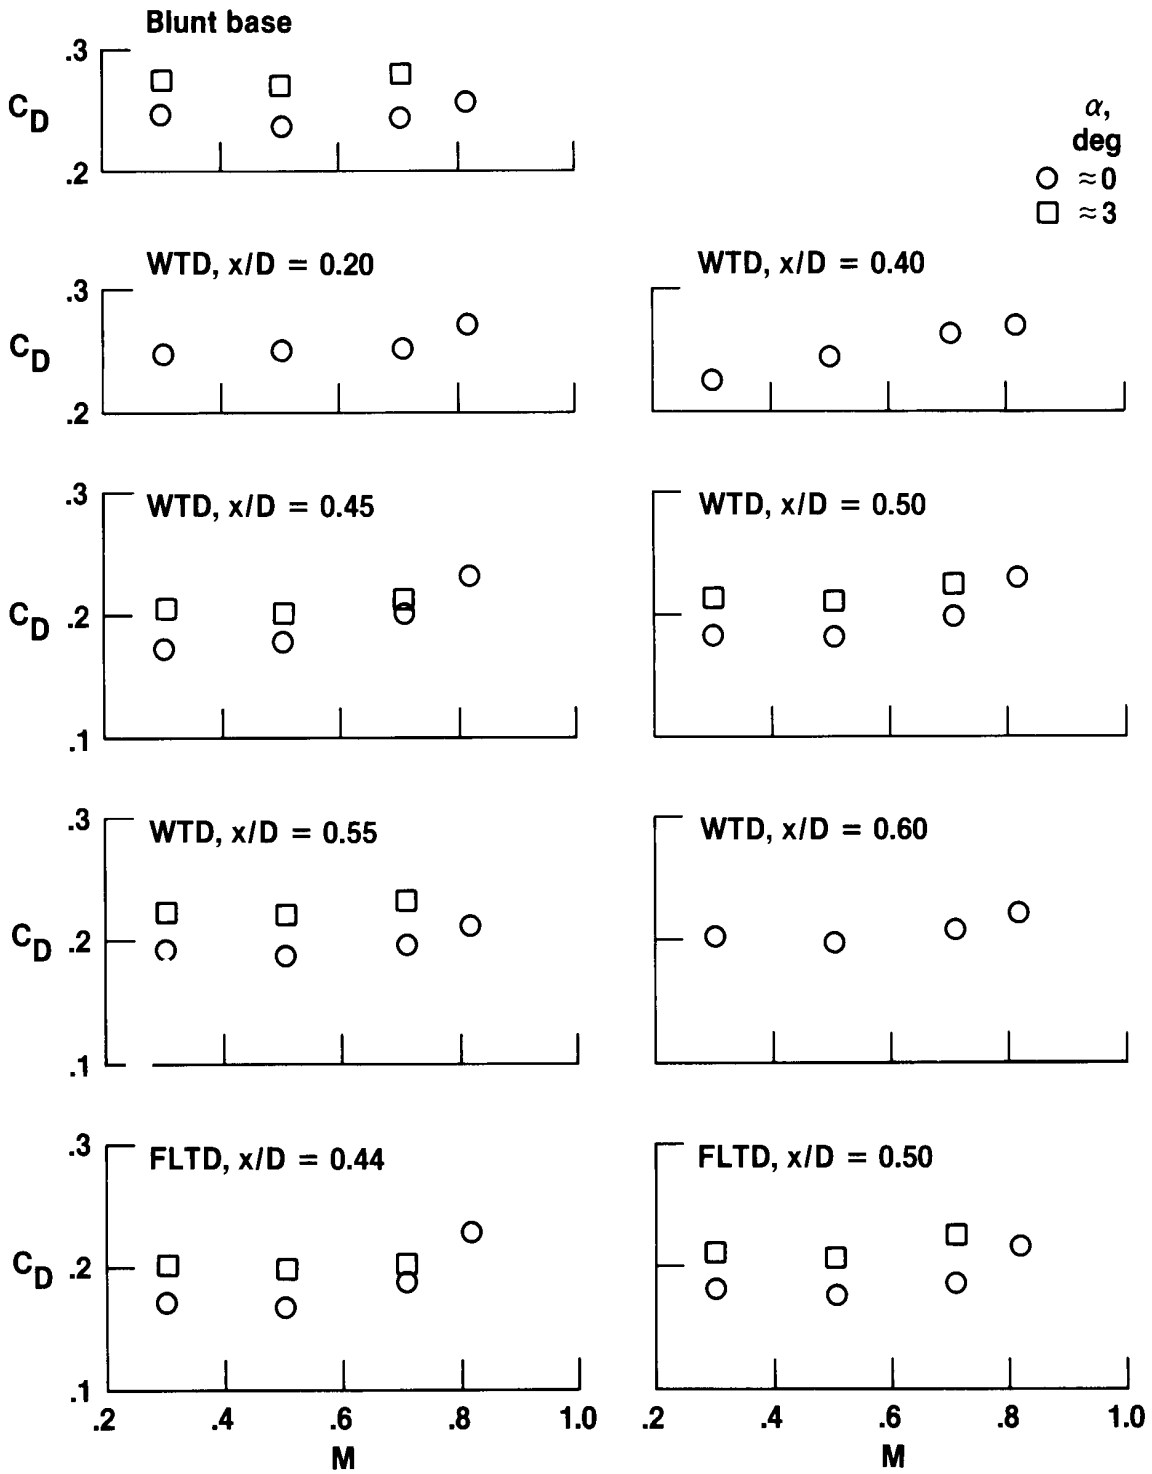 Blunt base
.3
C_D
.2
α,
deg
○ ≈0
□ ≈3
WTD, x/D = 0.20
.3
C_D
.2
WTD, x/D = 0.40
WTD, x/D = 0.45
.3
C_D .2
.1
WTD, x/D = 0.50
WTD, x/D = 0.55
.3
C_D .2
.1
WTD, x/D = 0.60
FLTD, x/D = 0.44
.3
C_D .2
.1
.2 .4 .6 .8 1.0
M
FLTD, x/D = 0.50
.2 .4 .6 .8 1.0
M